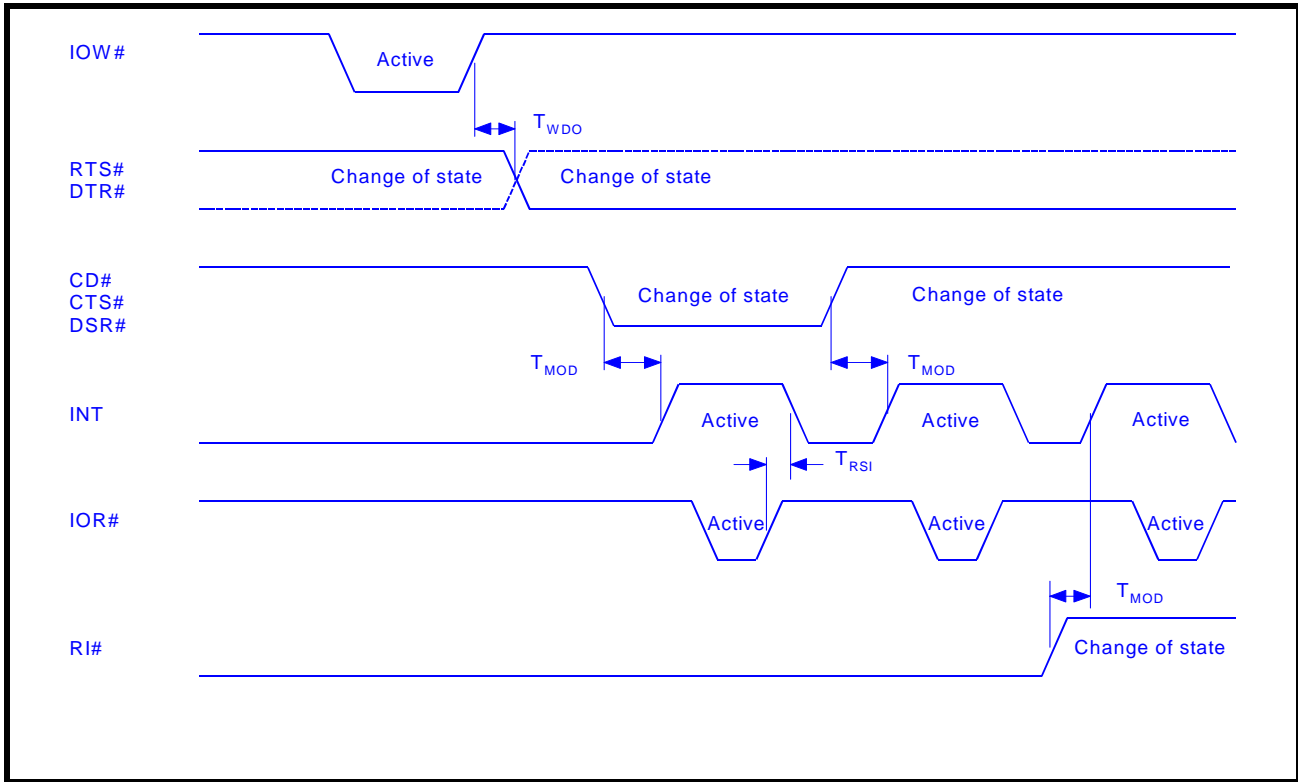 IOW#
Active
TWDO
RTS#
DTR#
Change of state
Change of state
CD#
CTS#
DSR#
Change of state
Change of state
TMOD
TMOD
INT
Active
Active
Active
TRSI
IOR#
Active
Active
Active
TMOD
RI#
Change of state